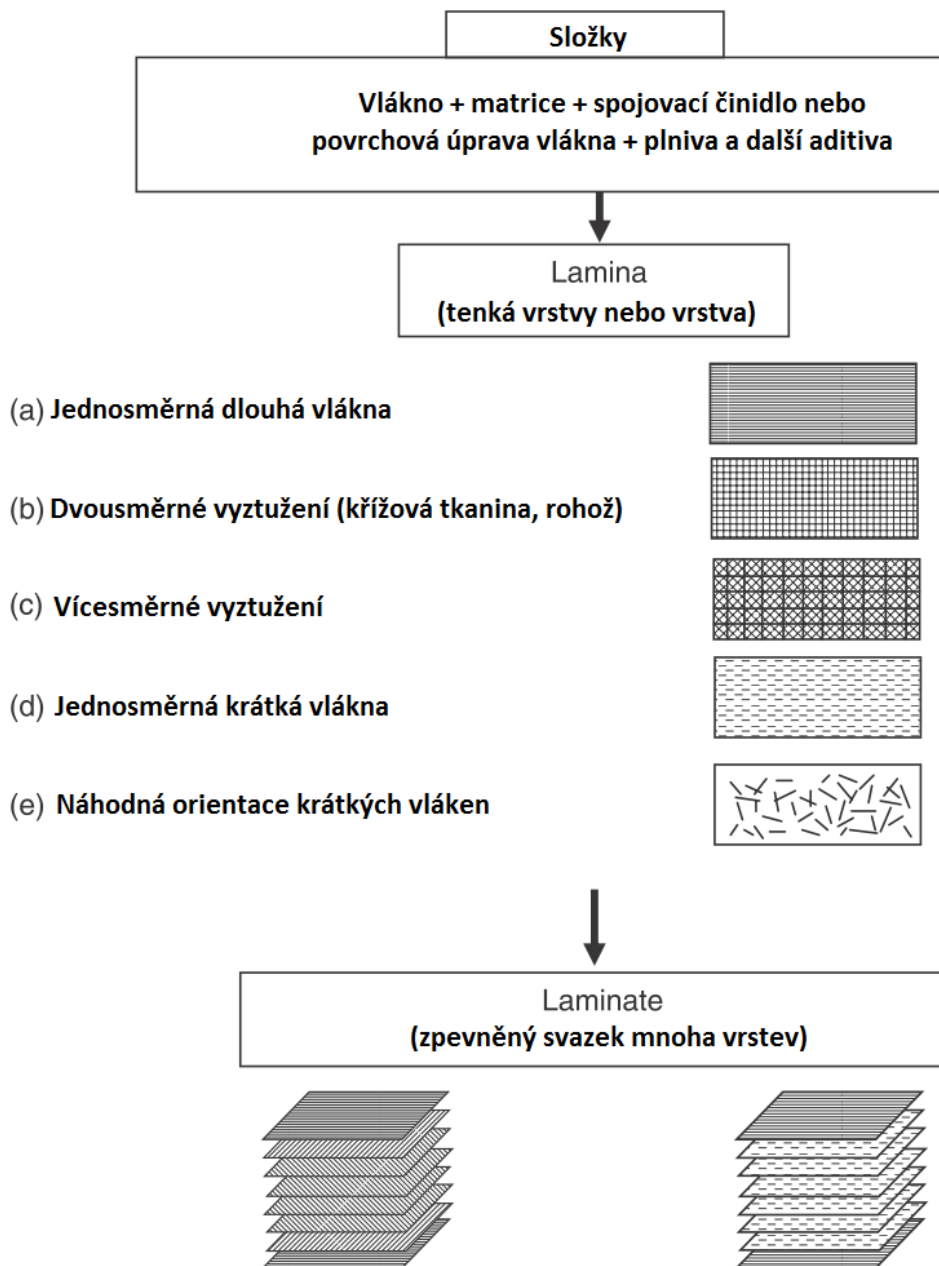 Složky
Vlákno + matrice + spojovací činidlo nebo
povrchová úprava vlákna + plniva a další aditiva
Lamina
(tenká vrstvy nebo vrstva)
(a) Jednosměrná dlouhá vlákna
(b) Dvousměrné vyztužení (křížová tkanina, rohož)
(c) Vícesměrné vyztužení
(d) Jednosměrná krátká vlákna
(e) Náhodná orientace krátkých vláken
Laminate
(zpevněný svazek mnoha vrstev)